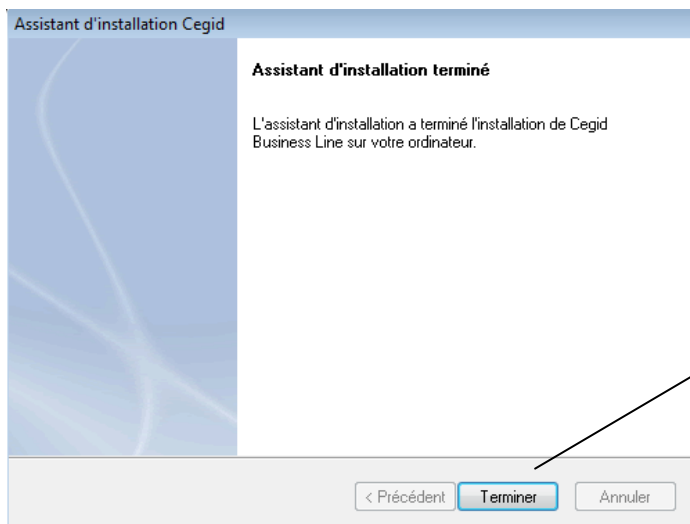 Assistant d'installation Cegid
Assistant d'installation terminé
L'assistant d'installation a terminé l'installation de Cegid
Business Line sur votre ordinateur.
< Précédent Terminer Annuler